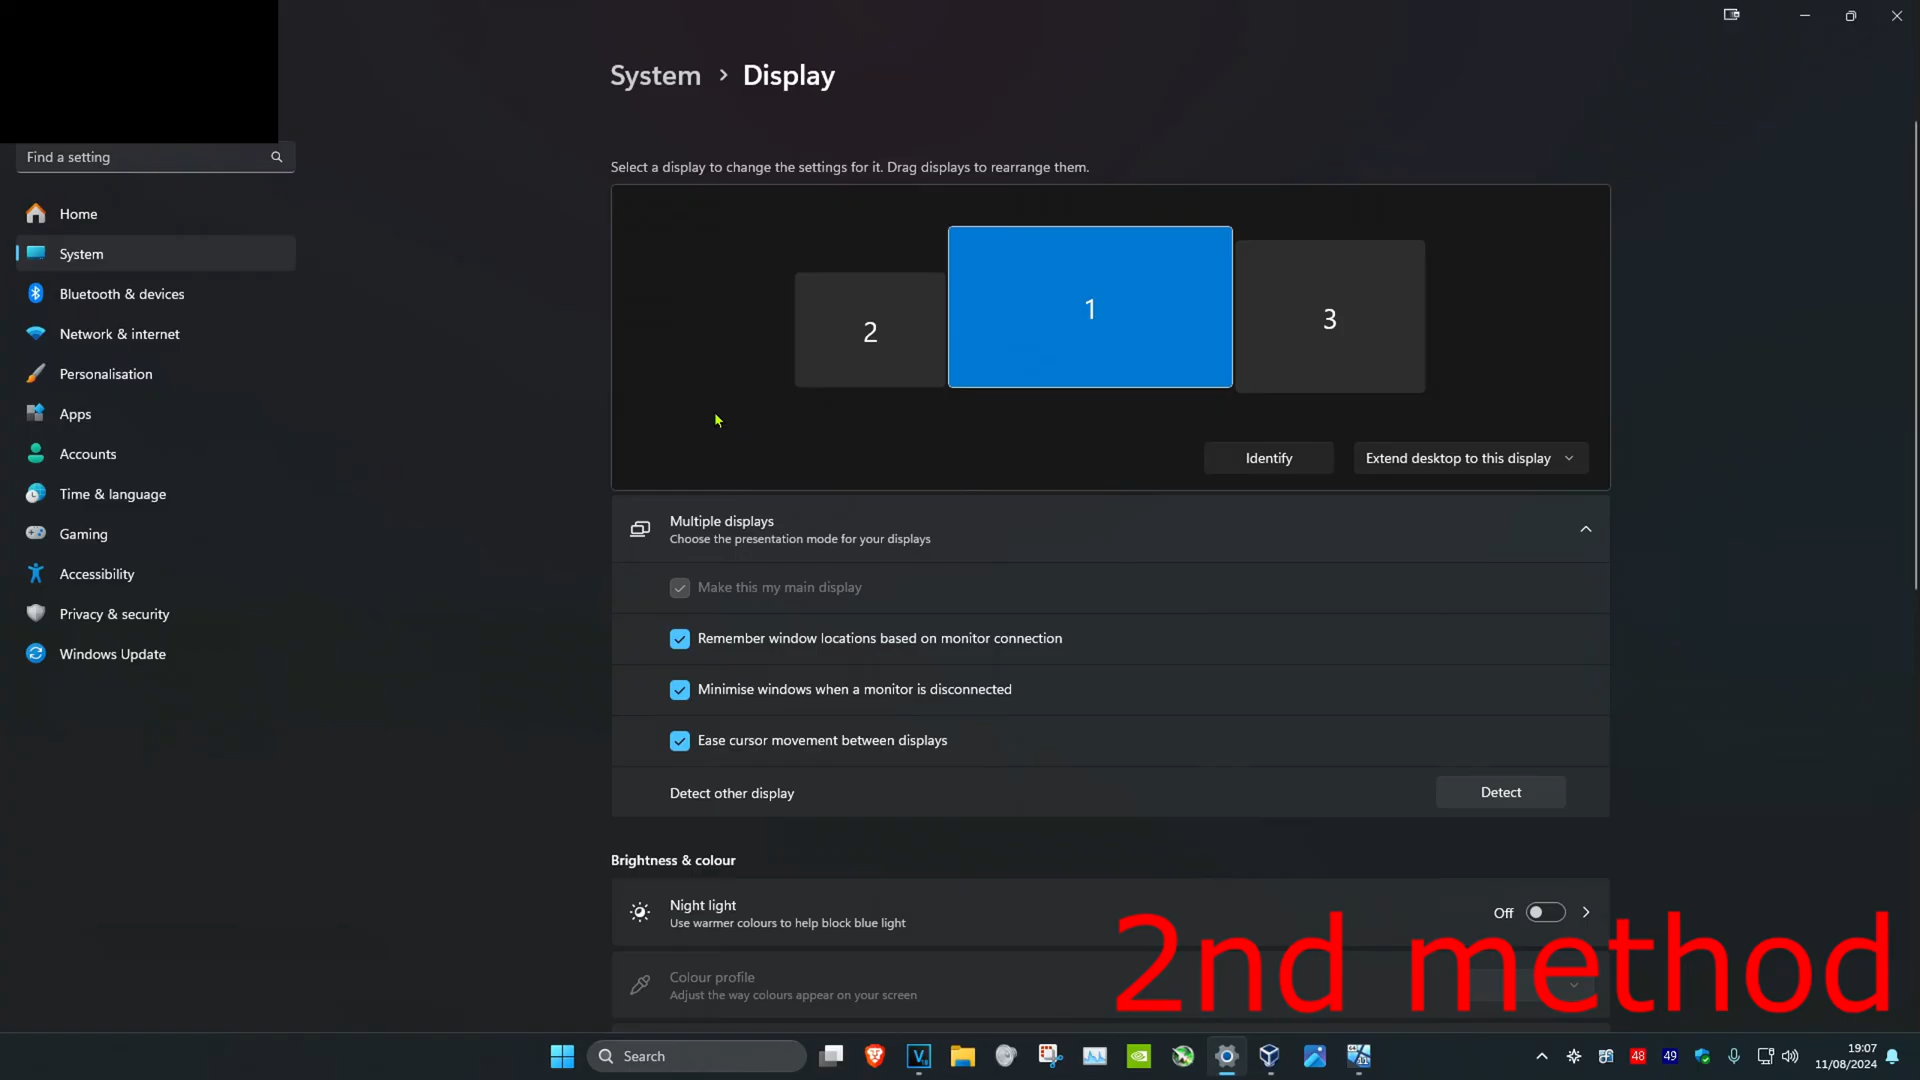 System > Display
Find a setting
Select a display to change the settings for it. Drag displays to rearrange them.
Home
System
Bluetooth & devices
Network & internet
Personalisation
Apps
Accounts
Time & language
Gaming
Accessibility
Privacy & security
Windows Update
2
1
3
Identify
Extend desktop to this display
Multiple displays
Choose the presentation mode for your displays
Make this my main display
Remember window locations based on monitor connection
Minimise windows when a monitor is disconnected
Ease cursor movement between displays
Detect other display
Detect
Brightness & colour
Night light
Use warmer colours to help block blue light
Off
Colour profile
Adjust the way colours appear on your screen
2nd method
Search
48
49
19:07
11/08/2024